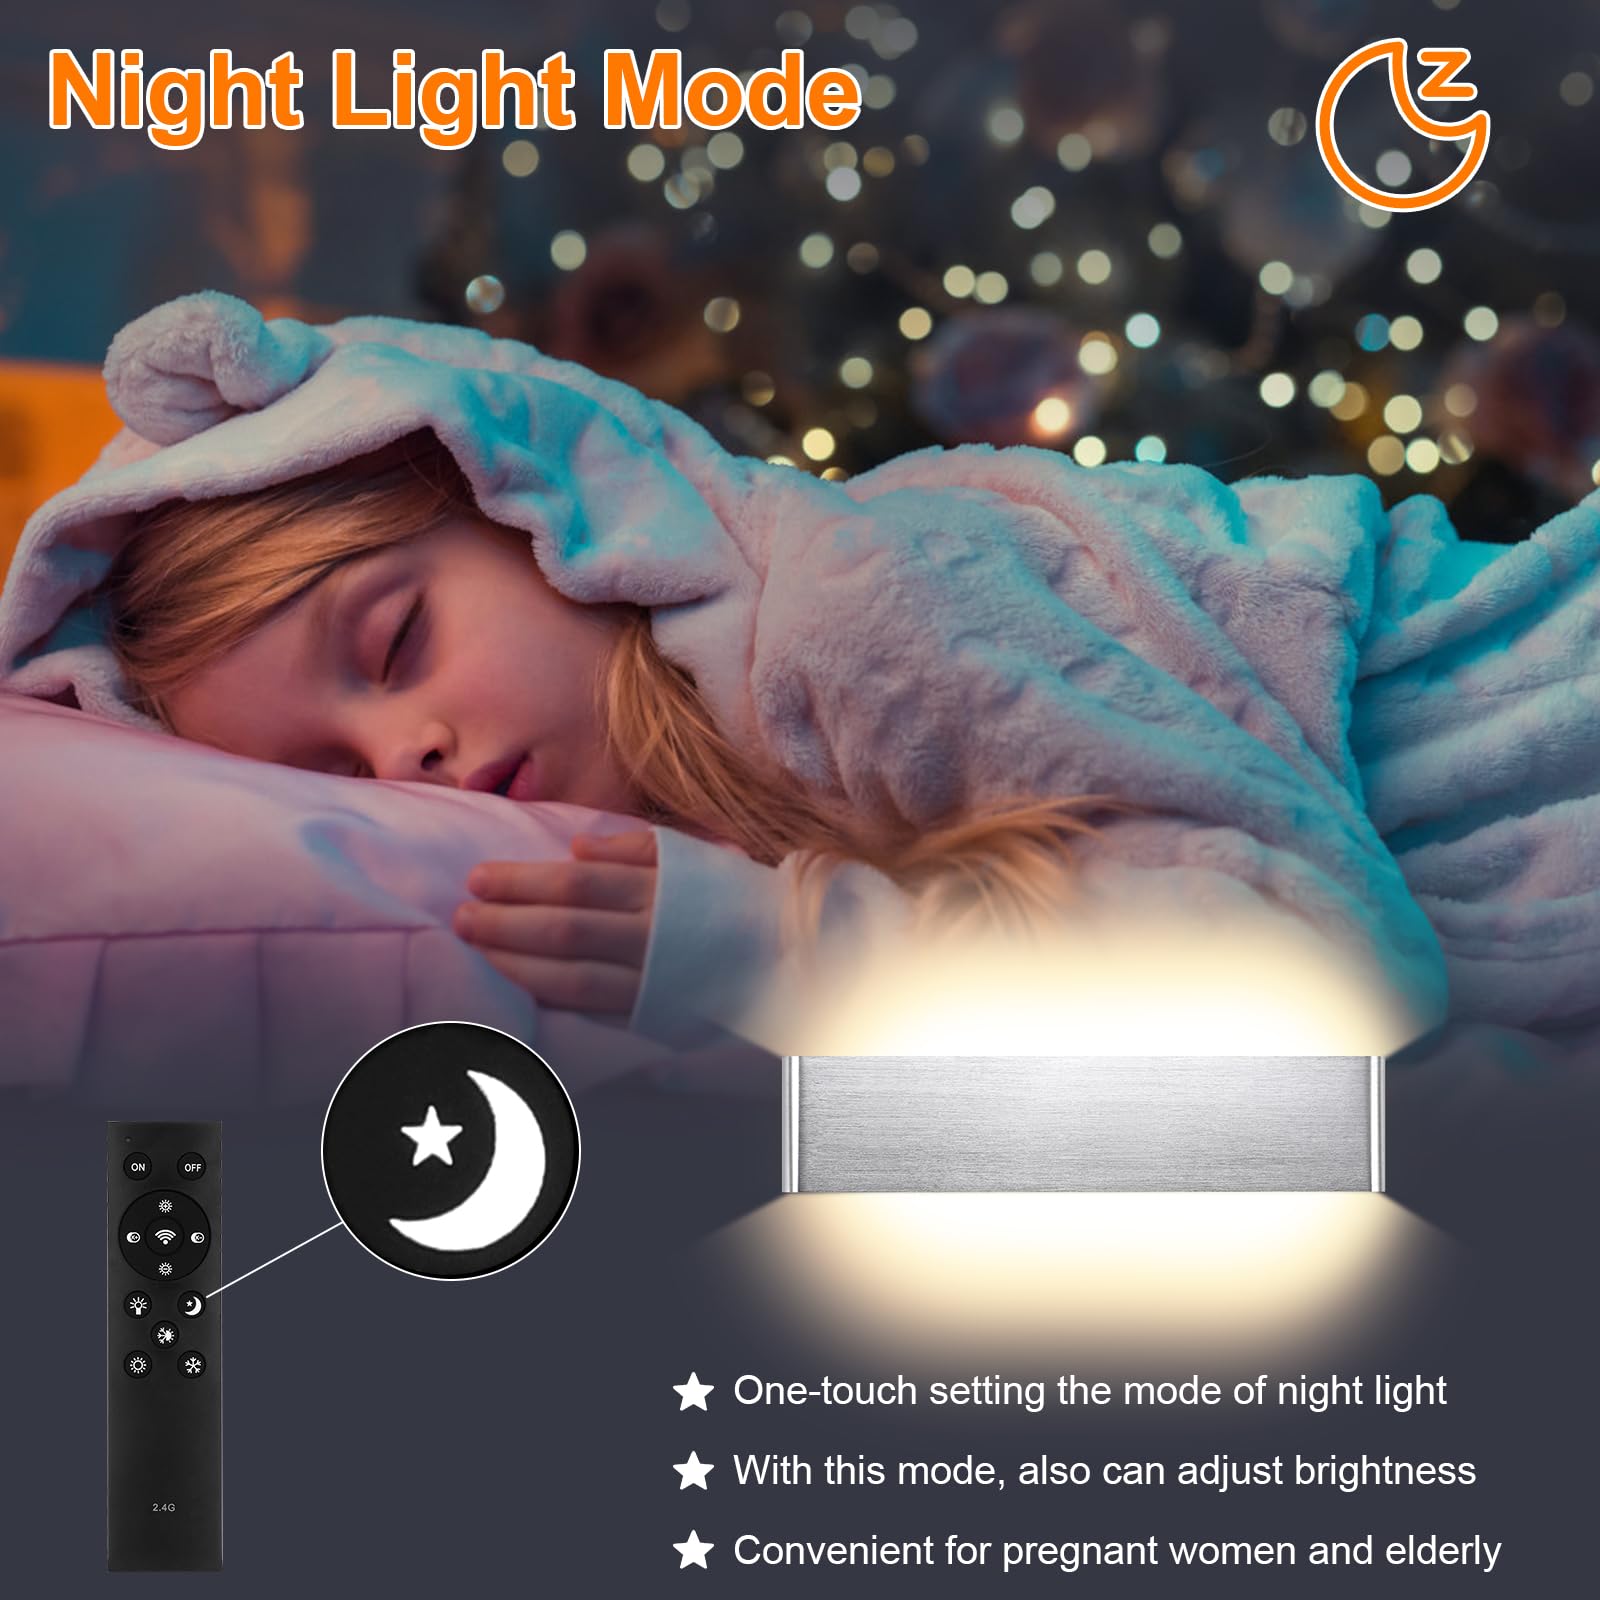 Night Light Mode
Z
ON OFF
2.4G
One-touch setting the mode of night light
With this mode, also can adjust brightness
Convenient for pregnant women and elderly